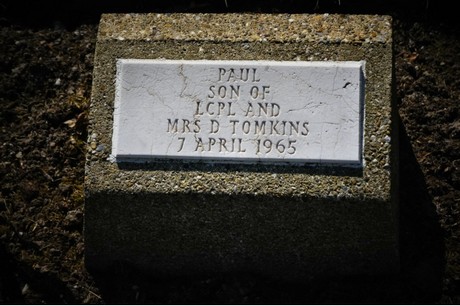 PAUL
SON OF
LCPL AND
MRS D TOMKINS
7 APRIL 1965